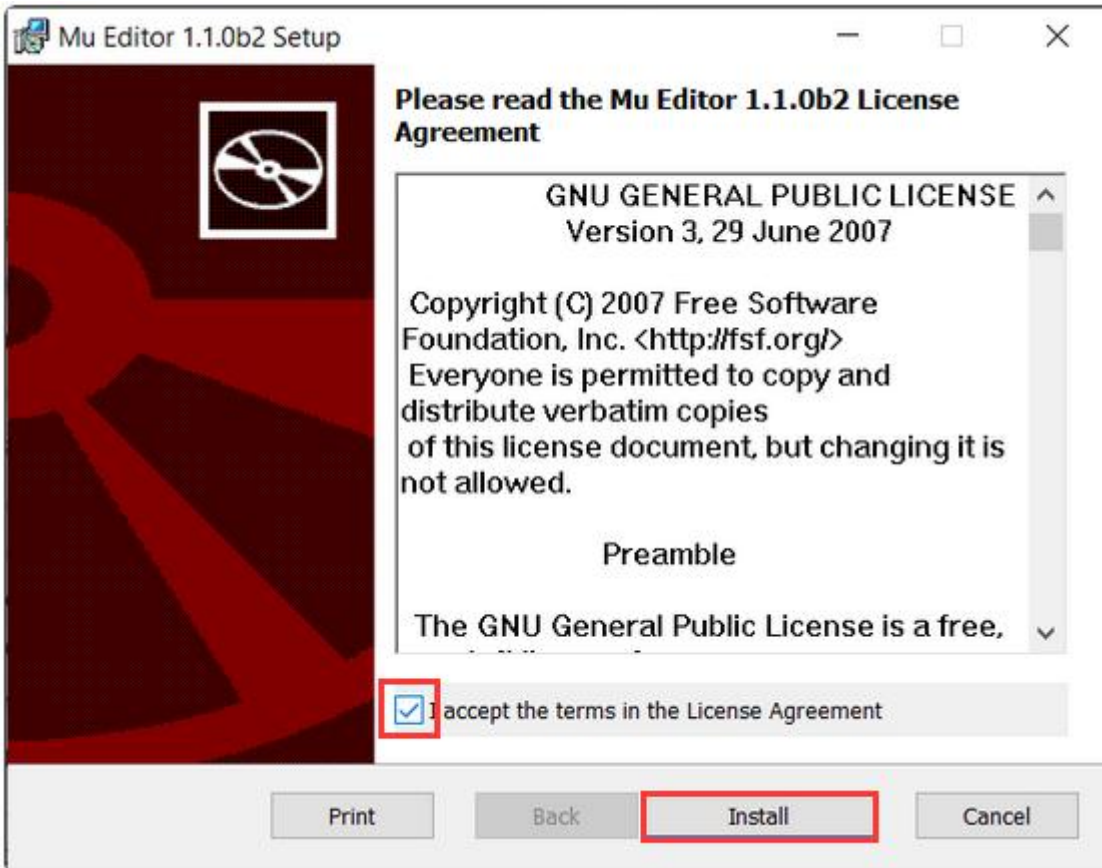 Mu Editor 1.1.0b2 Setup
Please read the Mu Editor 1.1.0b2 License
Agreement
GNU GENERAL PUBLIC LICENSE
Version 3, 29 June 2007
Copyright (C) 2007 Free Software
Foundation, Inc. <http://fsf.org/>
Everyone is permitted to copy and
distribute verbatim copies
of this license document, but changing it is
not allowed.
Preamble
The GNU General Public License is a free,
I accept the terms in the License Agreement
Print Back Install Cancel